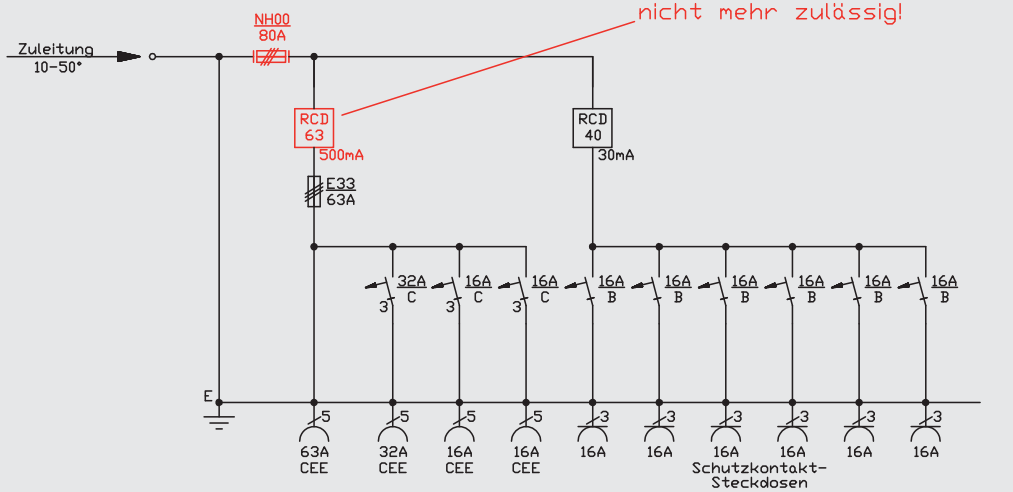 nicht mehr zulässig!
NH00
80A
Zuleitung
10-50°
RCD
63
500mA
RCD
40
30mA
E33
63A
32A
C
3
16A
C
3
16A
C
3
16A
B
16A
B
16A
B
16A
B
16A
B
16A
B
E
5
5
5
5
3
3
3
3
3
3
63A
CEE
32A
CEE
16A
CEE
16A
CEE
16A
16A
16A
16A
16A
16A
Schutzkontakt-
Steckdosen